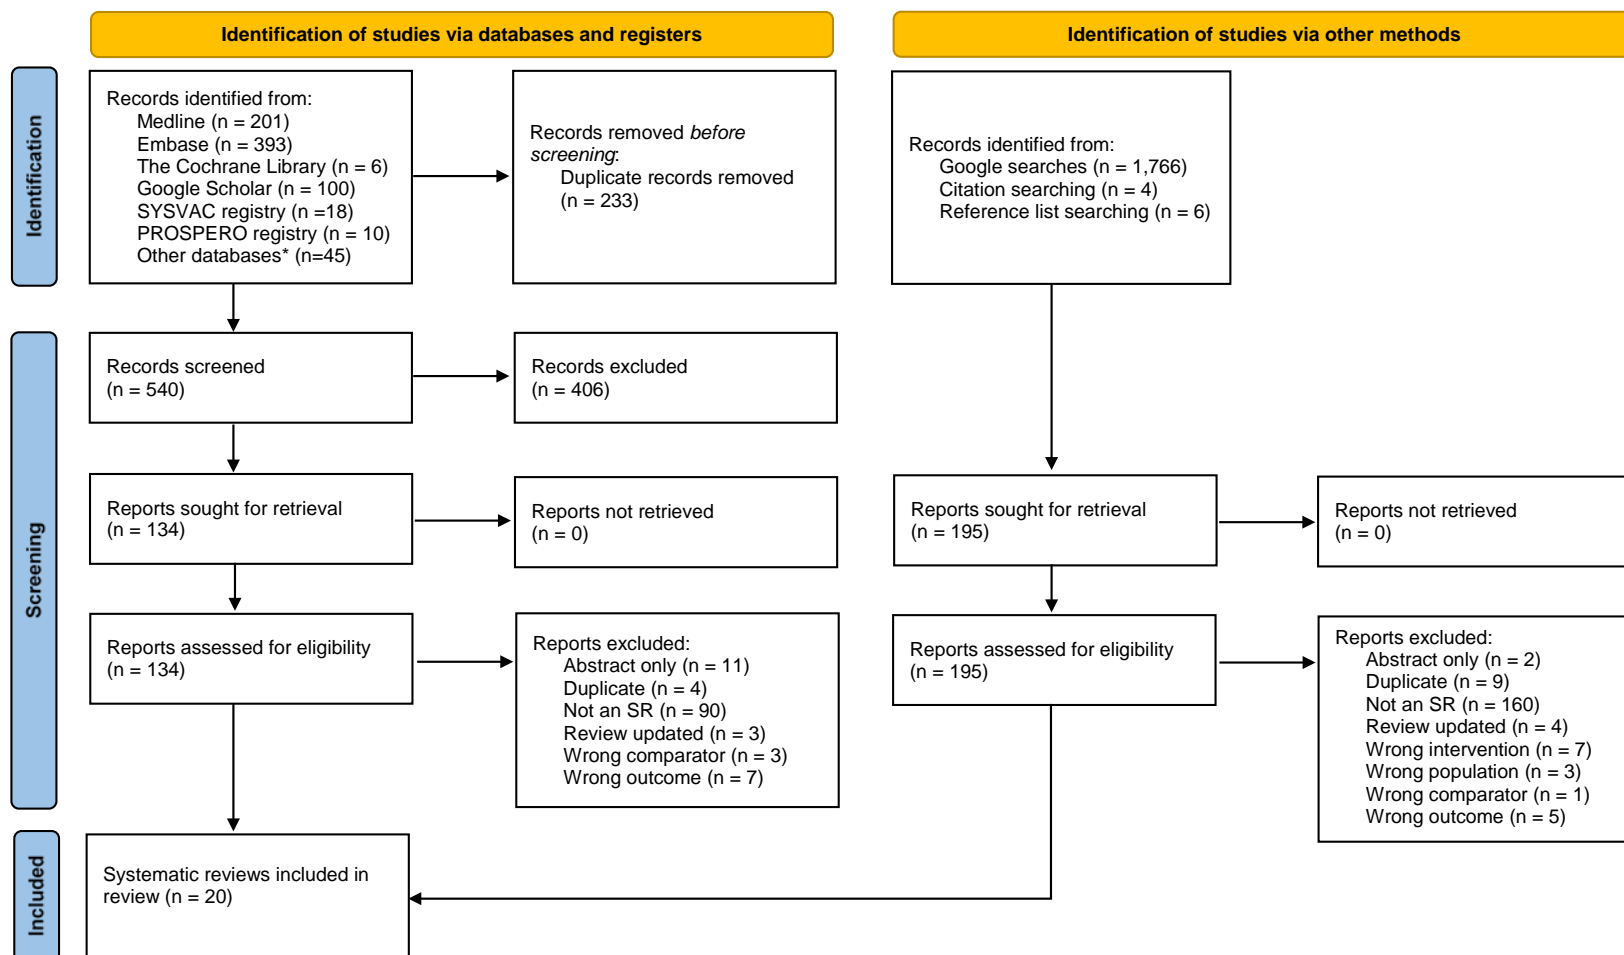 Identification of studies via databases and registers
Identification of studies via other methods
Identification
Records identified from:
Medline (n = 201)
Embase (n = 393)
The Cochrane Library (n = 6)
Google Scholar (n = 100)
SYSVAC registry (n =18)
PROSPERO registry (n = 10)
Other databases* (n=45)
Records removed before
screening:
Duplicate records removed
(n = 233)
Records identified from:
Google searches (n = 1,766)
Citation searching (n = 4)
Reference list searching (n = 6)
Screening
Records screened
(n = 540)
Records excluded
(n = 406)
Reports sought for retrieval
(n = 134)
Reports not retrieved
(n = 0)
Reports sought for retrieval
(n = 195)
Reports not retrieved
(n = 0)
Reports assessed for eligibility
(n = 134)
Reports excluded:
Abstract only (n = 11)
Duplicate (n = 4)
Not an SR (n = 90)
Review updated (n = 3)
Wrong comparator (n = 3)
Wrong outcome (n = 7)
Reports assessed for eligibility
(n = 195)
Reports excluded:
Abstract only (n = 2)
Duplicate (n = 9)
Not an SR (n = 160)
Review updated (n = 4)
Wrong intervention (n = 7)
Wrong population (n = 3)
Wrong comparator (n = 1)
Wrong outcome (n = 5)
Included
Systematic reviews included in
review (n = 20)